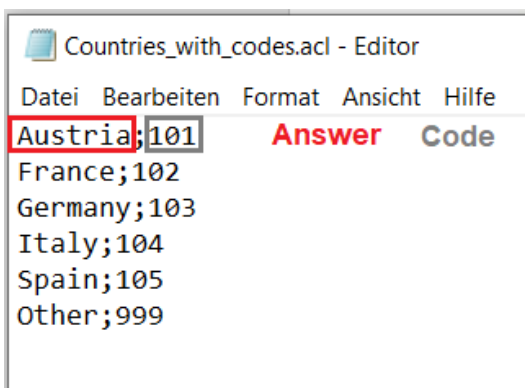 Countries_with_codes.acl - Editor
Datei Bearbeiten Format Ansicht Hilfe
Austria;101 Answer Code
France;102
Germany;103
Italy;104
Spain;105
Other;999